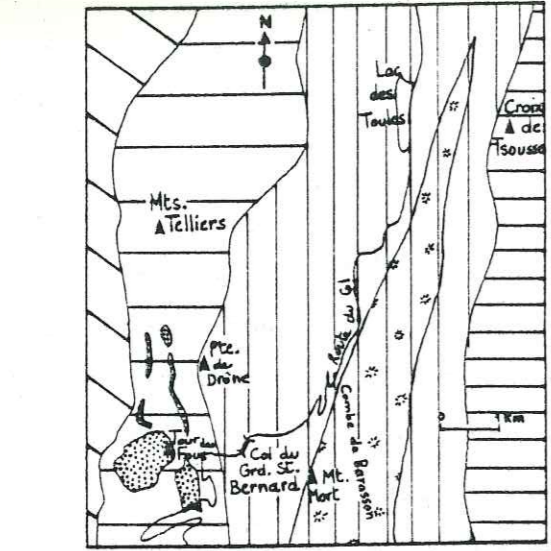 N
Lac
des
Toules
Croix
de
Tsousse
Mts.
Telliers
Route du Gd
Pte.
de
Drône
0 1 km
Tour des
Fous
Col du
Grd. St.
Bernard
Mt.
Mort
Combe de Barasson